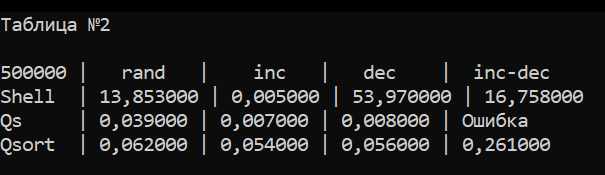 Таблица №2
500000 | rand | inc | dec | inc-dec
Shell | 13,853000 | 0,005000 | 53,970000 | 16,758000
Qs | 0,039000 | 0,007000 | 0,008000 | Ошибка
Qsort | 0,062000 | 0,054000 | 0,056000 | 0,261000